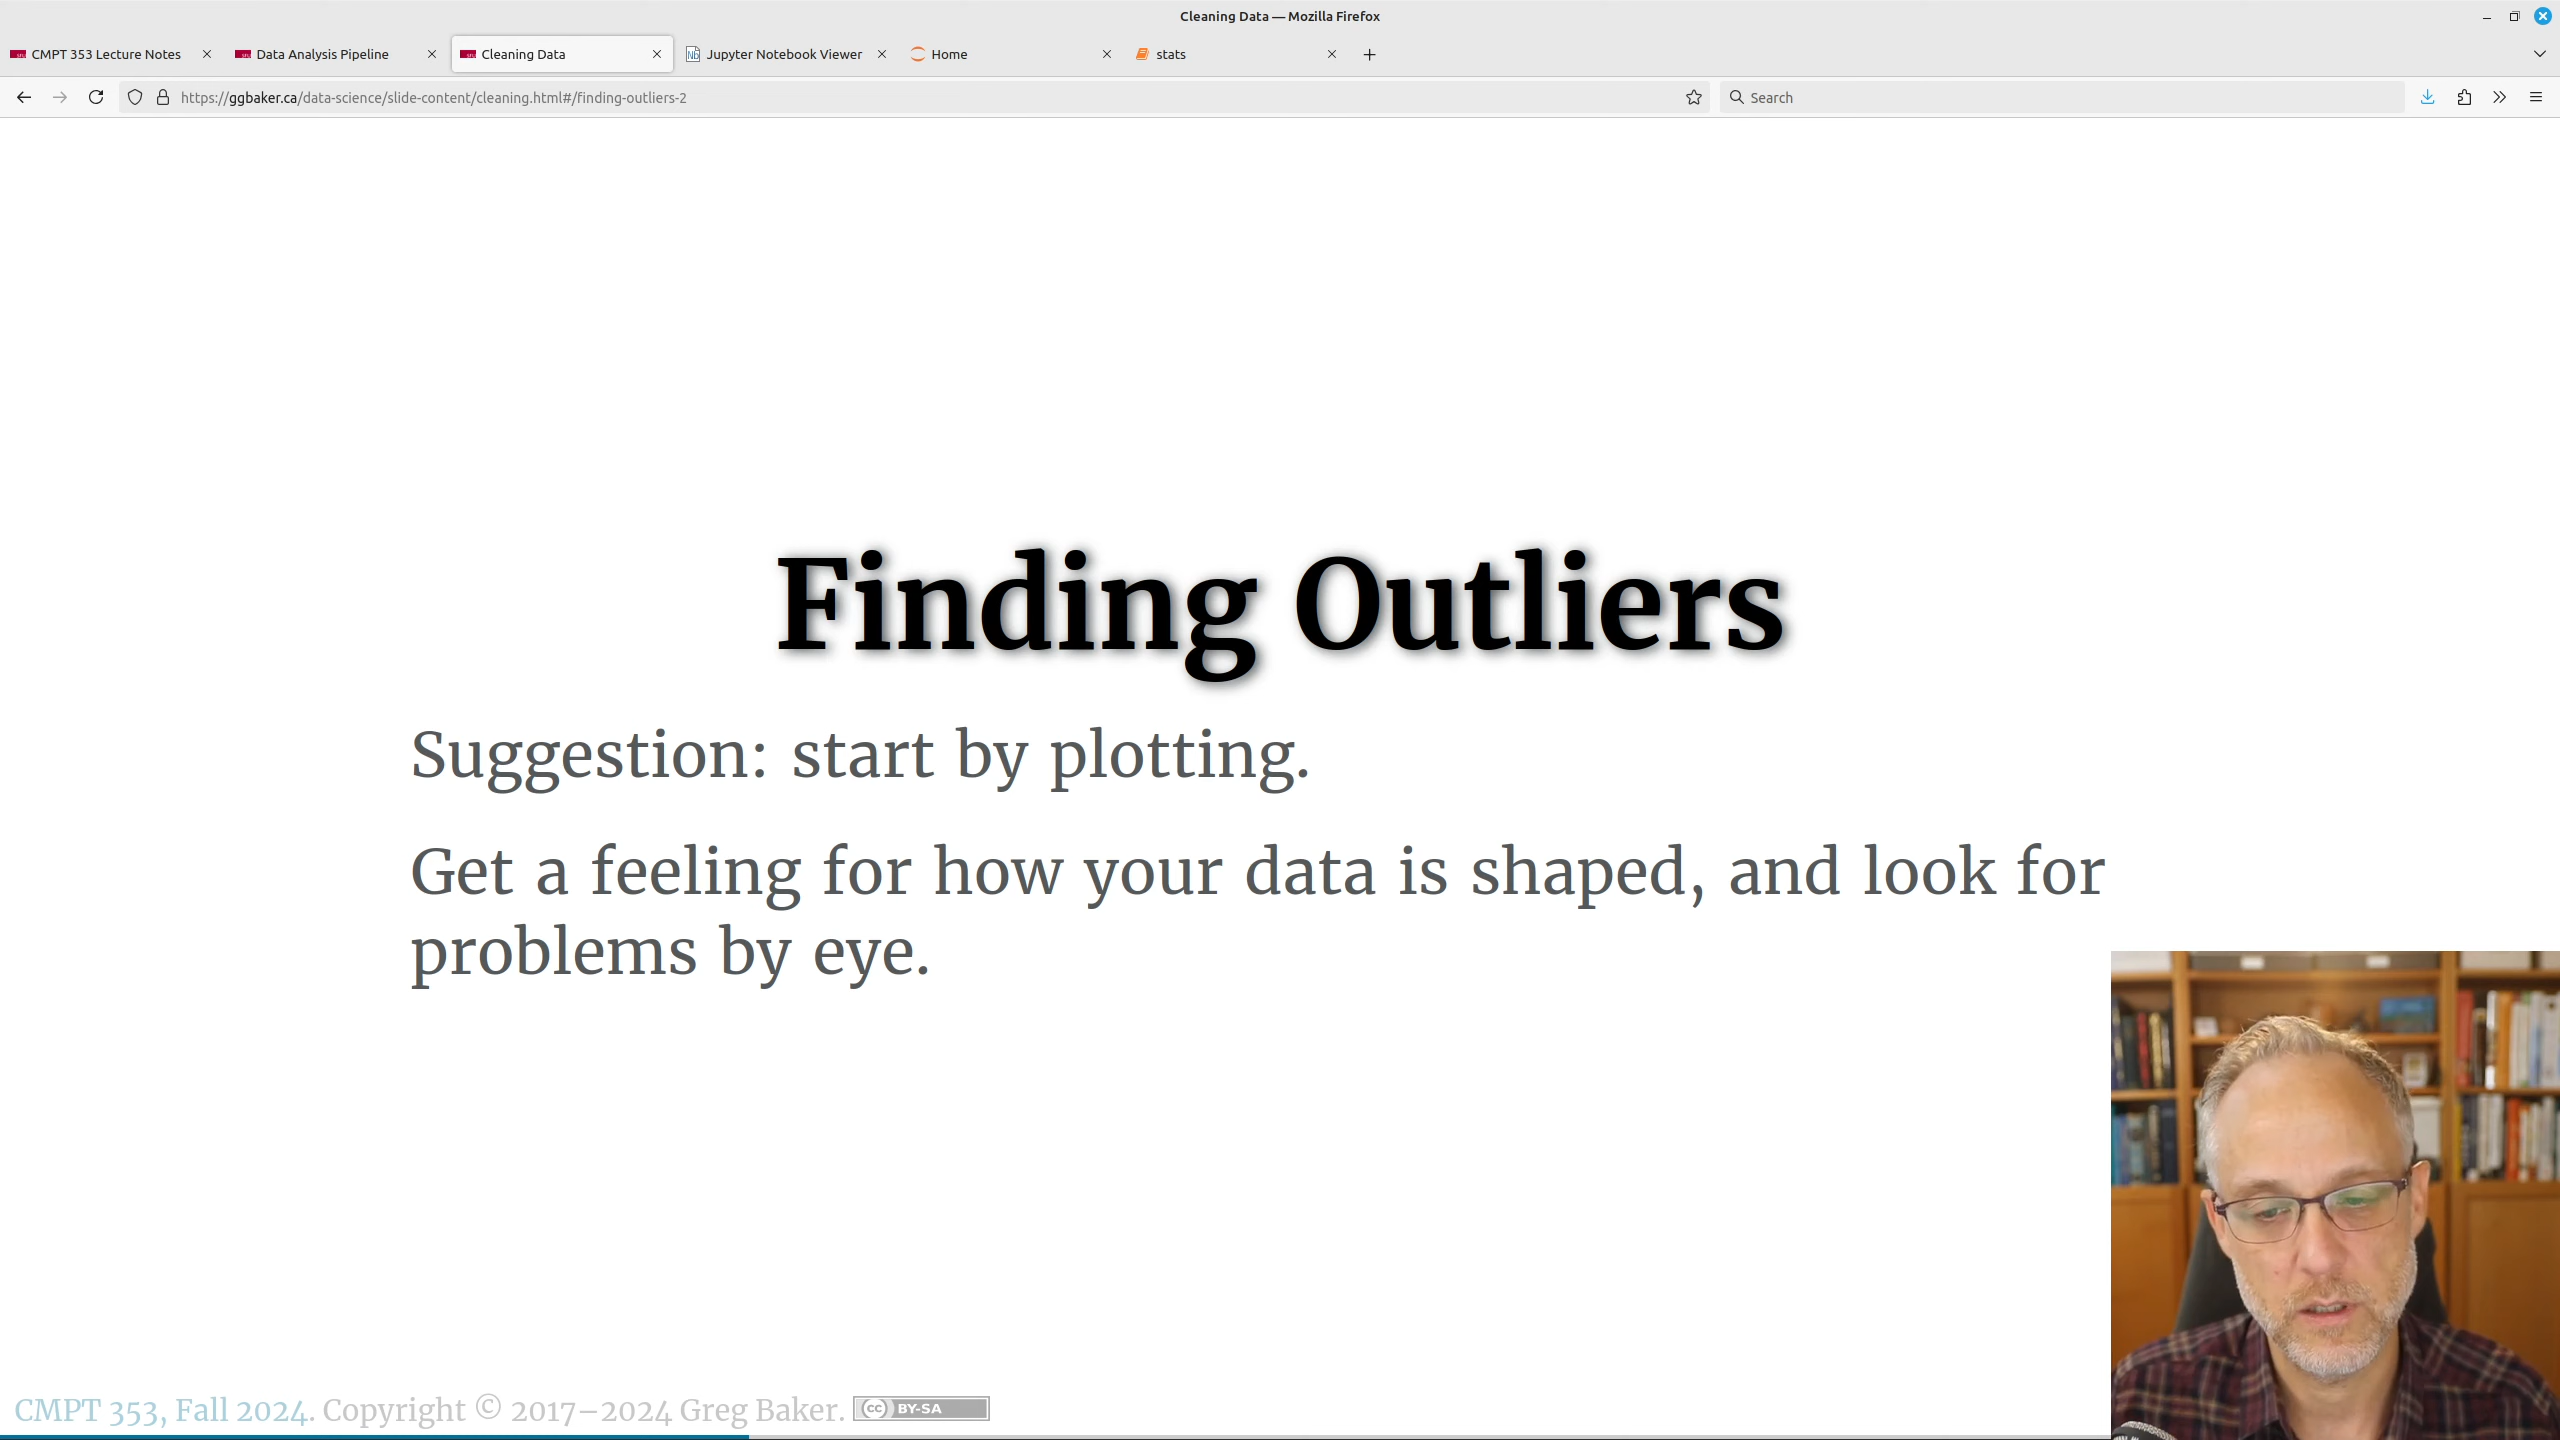 Cleaning Data — Mozilla Firefox
CMPT 353 Lecture Notes
Data Analysis Pipeline
Cleaning Data
Jupyter Notebook Viewer
Home
stats
https://ggbaker.ca/data-science/slide-content/cleaning.html#/finding-outliers-2
Search
Finding Outliers
Suggestion: start by plotting.
Get a feeling for how your data is shaped, and look for
problems by eye.
CMPT 353, Fall 2024. Copyright © 2017–2024 Greg Baker. cc BY-SA